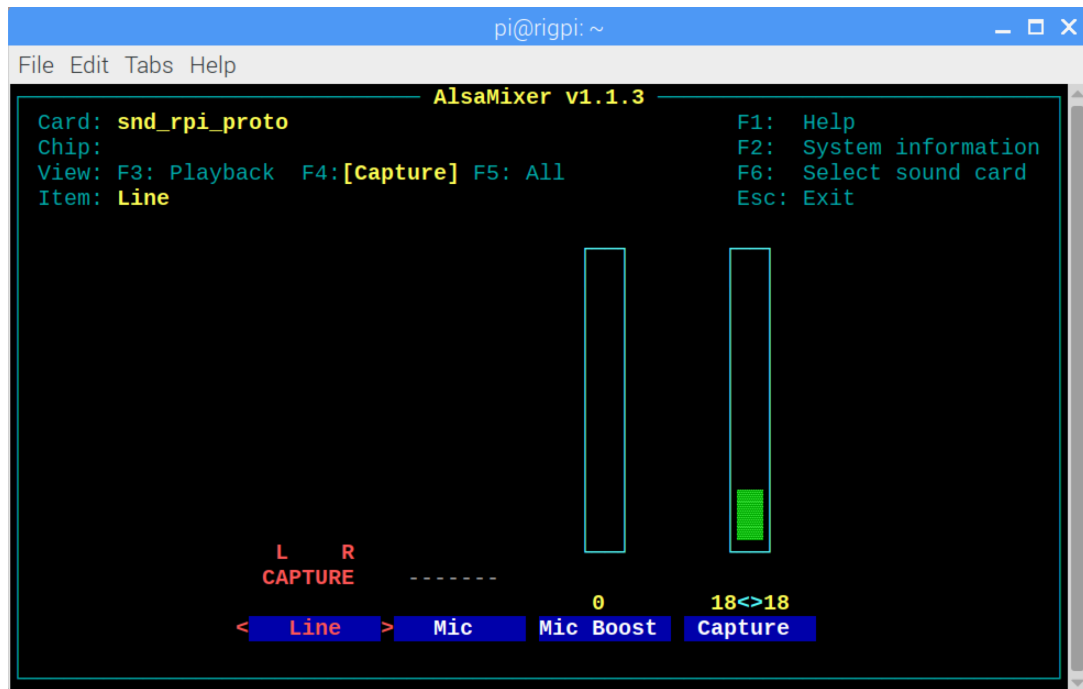 pi@rigpi: ~
File Edit Tabs Help
AlsaMixer v1.1.3
Card: snd_rpi_proto F1: Help
Chip: F2: System information
View: F3: Playback F4:[Capture] F5: All F6: Select sound card
Item: Line Esc: Exit
L R
CAPTURE -------
0 18<>18
< Line > Mic Mic Boost Capture